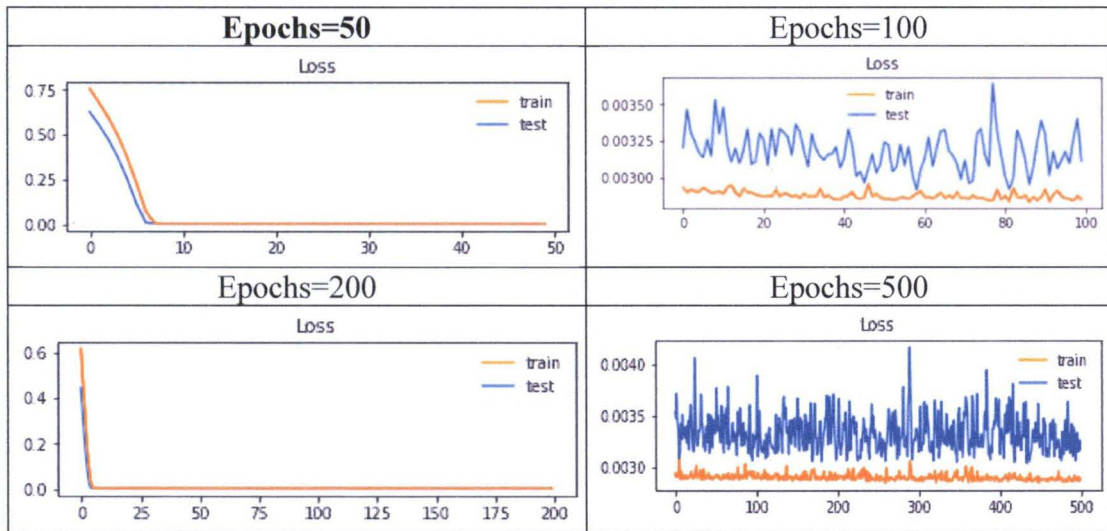 Epochs=50
Epochs=100
Loss
0.75
0.50
0.25
0.00
train
test
0 10 20 30 40 50
Loss
0.00350
0.00325
0.00300
train
test
0 20 40 60 80 100
Epochs=200
Epochs=500
Loss
0.6
0.4
0.2
0.0
train
test
0 25 50 75 100 125 150 175 200
Loss
0.0040
0.0035
0.0030
train
test
0 100 200 300 400 500